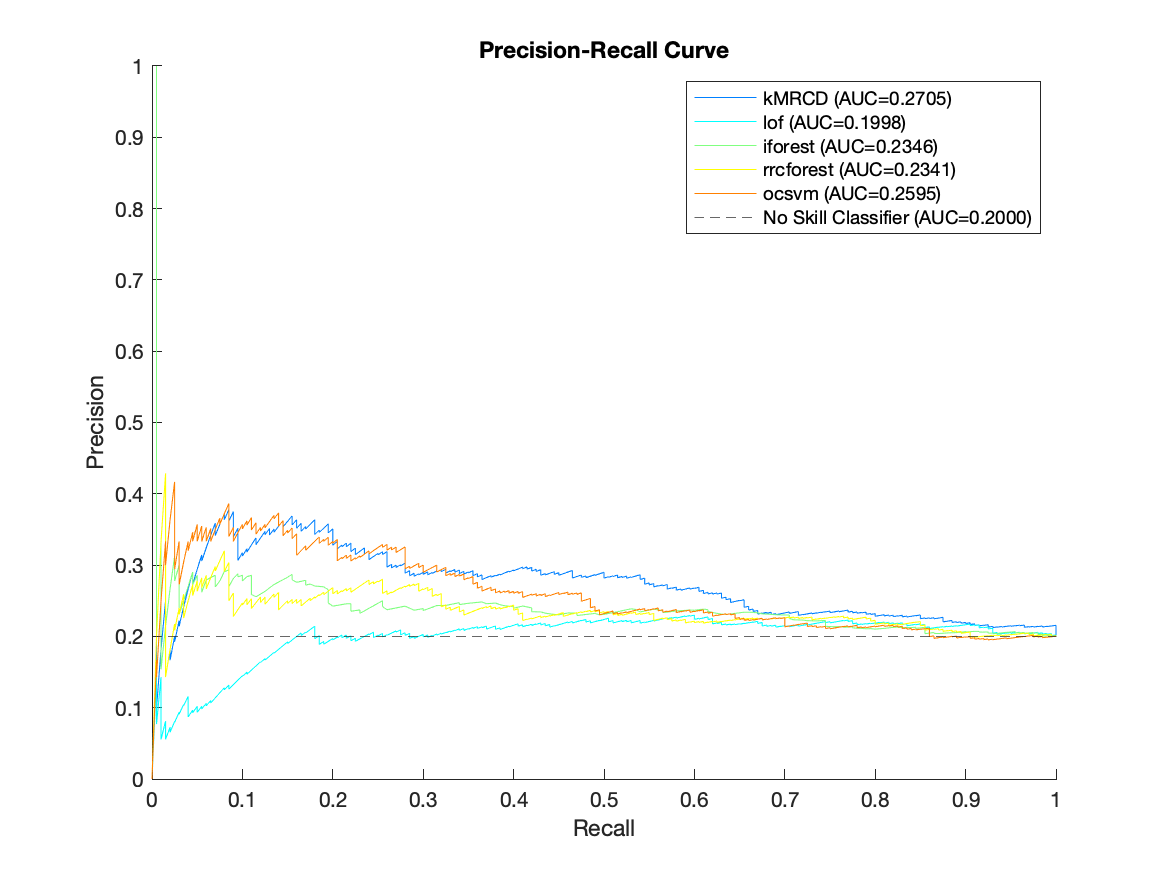 Precision-Recall Curve
kMRCD (AUC=0.2705)
lof (AUC=0.1998)
iforest (AUC=0.2346)
rrcforest (AUC=0.2341)
ocsvm (AUC=0.2595)
No Skill Classifier (AUC=0.2000)
1
0.9
0.8
0.7
0.6
0.5
0.4
0.3
0.2
0.1
0
Precision
0 0.1 0.2 0.3 0.4 0.5 0.6 0.7 0.8 0.9 1
Recall